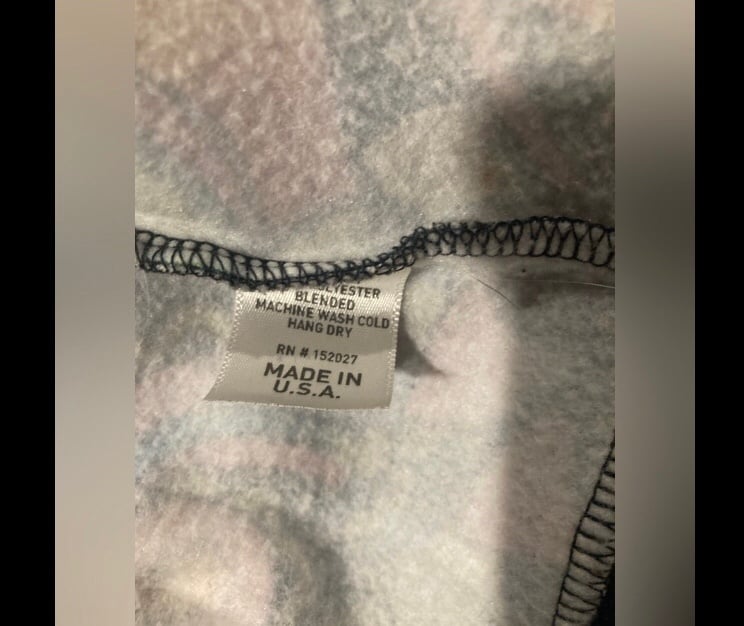 BLENDED
MACHINE WASH COLD
HANG DRY
RN # 152027
MADE IN
U.S.A.